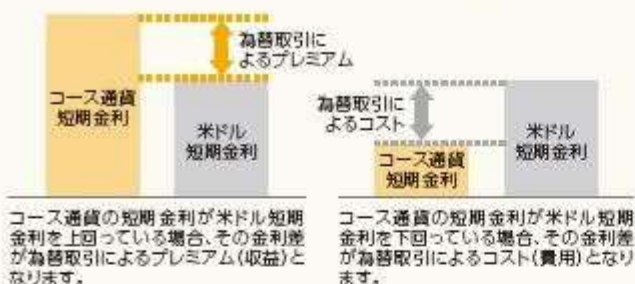 為替取引に
よるプレミアム
コース通貨
短期金利
米ドル
短期金利
コース通貨の短期金利が米ドル短期
金利を上回っている場合、その金利差
が為替取引によるプレミアム(収益)と
なります。
為替取引に
よるコスト
コース通貨
短期金利
米ドル
短期金利
コース通貨の短期金利が米ドル短期
金利を下回っている場合、その金利差
が為替取引によるコスト(費用)となり
ます。